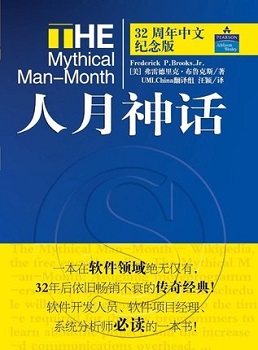 THE
Mythical
Man-Month
32 周年中文
纪念版
PEARSON
Addison
Wesley
Frederick P.Brooks.Jr.
[美] 弗雷德里克·布鲁克斯/著
UMLChina翻译组 汪颖/译
人月神话
一本在软件领域绝无仅有，
32年后依旧畅销不衰的传奇经典！
软件开发人员、软件项目经理、
系统分析师必读的一本书！